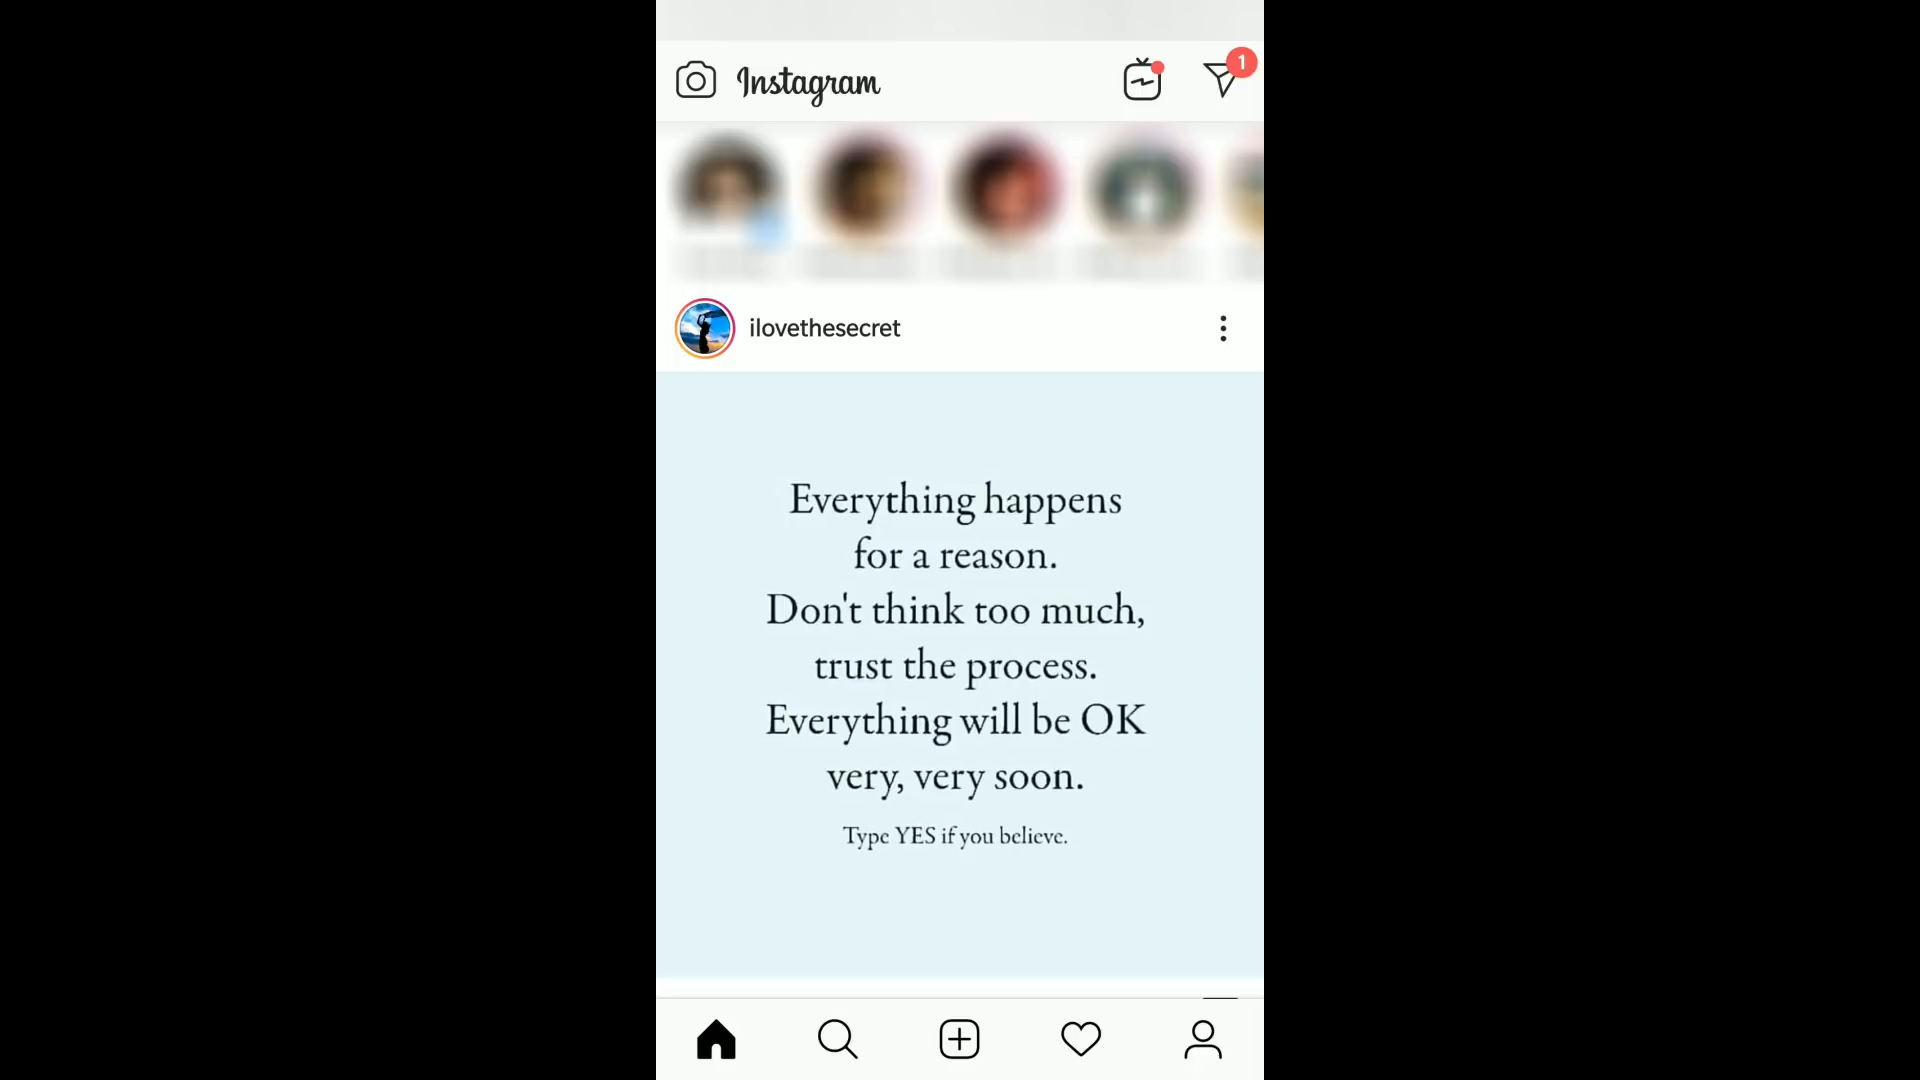 Instagram
1
ilovethesecret
Everything happens
for a reason.
Don't think too much,
trust the process.
Everything will be OK
very, very soon.
Type YES if you believe.